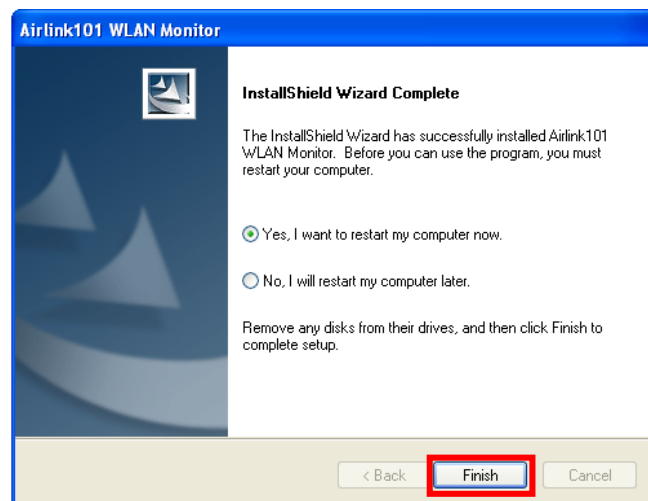 Airlink101 WLAN Monitor
InstallShield Wizard Complete
The InstallShield Wizard has successfully installed Airlink101
WLAN Monitor.  Before you can use the program, you must
restart your computer.
Yes, I want to restart my computer now.
No, I will restart my computer later.
Remove any disks from their drives, and then click Finish to
complete setup.
< Back Finish Cancel